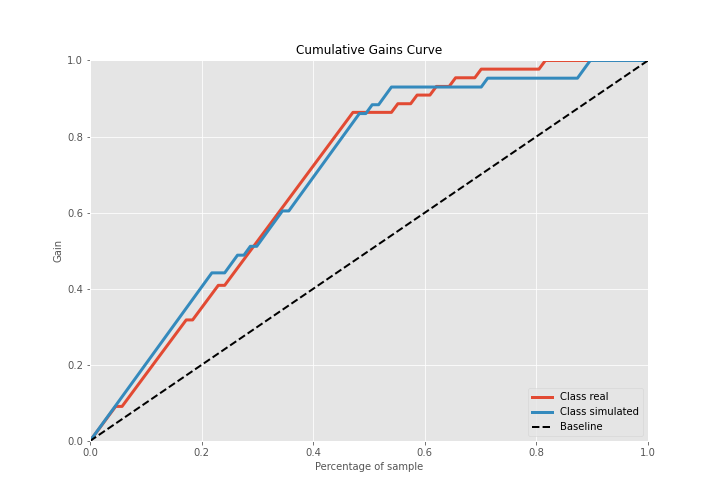 Cumulative Gains Curve
1.0
0.8
0.6
0.4
0.2
0.0
Gain
0.0 0.2 0.4 0.6 0.8 1.0
Percentage of sample
Class real
Class simulated
Baseline